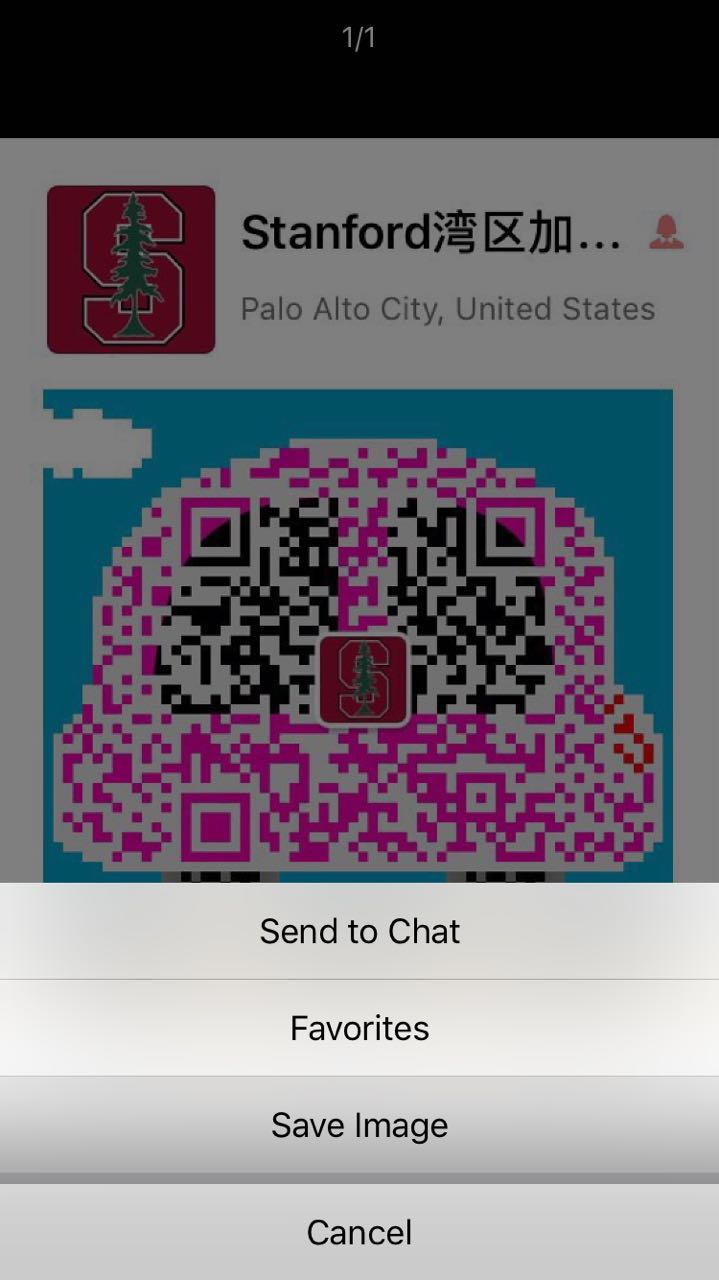 1/1
Stanford湾区加...
Palo Alto City, United States
Send to Chat
Favorites
Save Image
Cancel